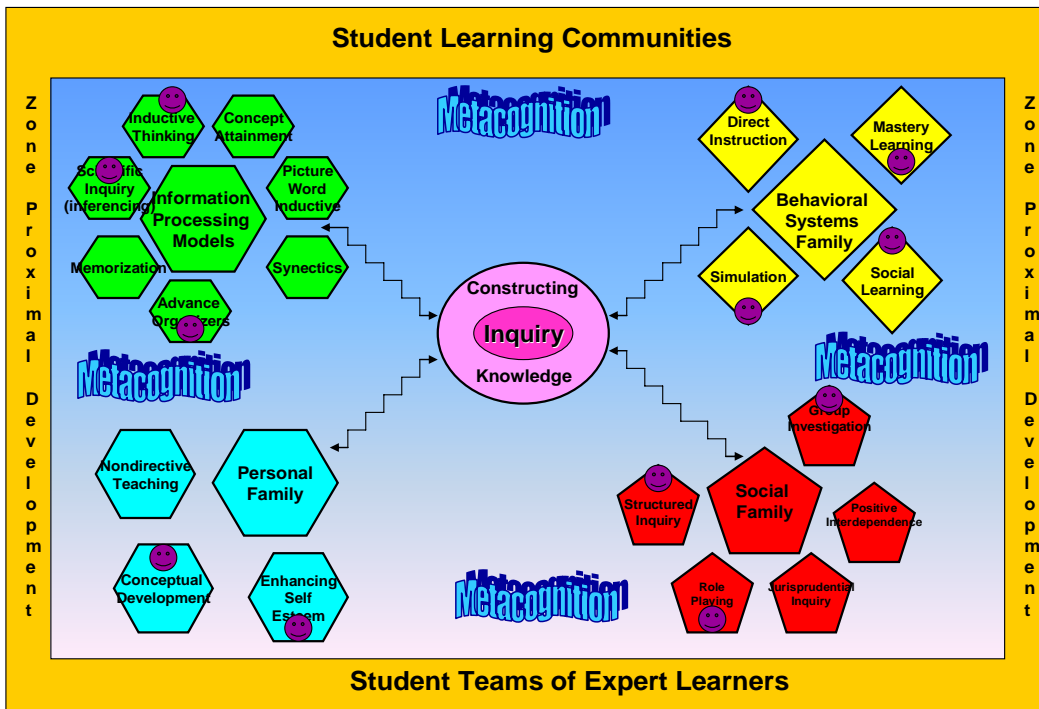 Student Learning Communities
Zone Proximal Development
Metacognition
Inductive
Thinking
Concept
Attainment
Scientific
Inquiry
(inferencing)
Information
Processing
Models
Picture
Word
inductive
Memorization
Synectics
Advance
Organizers
Direct
Instruction
Mastery
Learning
Behavioral
Systems
Family
Simulation
Social
Learning
Constructing
Inquiry
Knowledge
Metacognition
Metacognition
Nondirective
Teaching
Personal
Family
Conceptual
Development
Enhancing
Self
Esteem
Group
Investigation
Structured
Inquiry
Social
Family
Positive
Interdependence
Role
Playing
Jurisprudential
Inquiry
Metacognition
Zone Proximal Development
Student Teams of Expert Learners